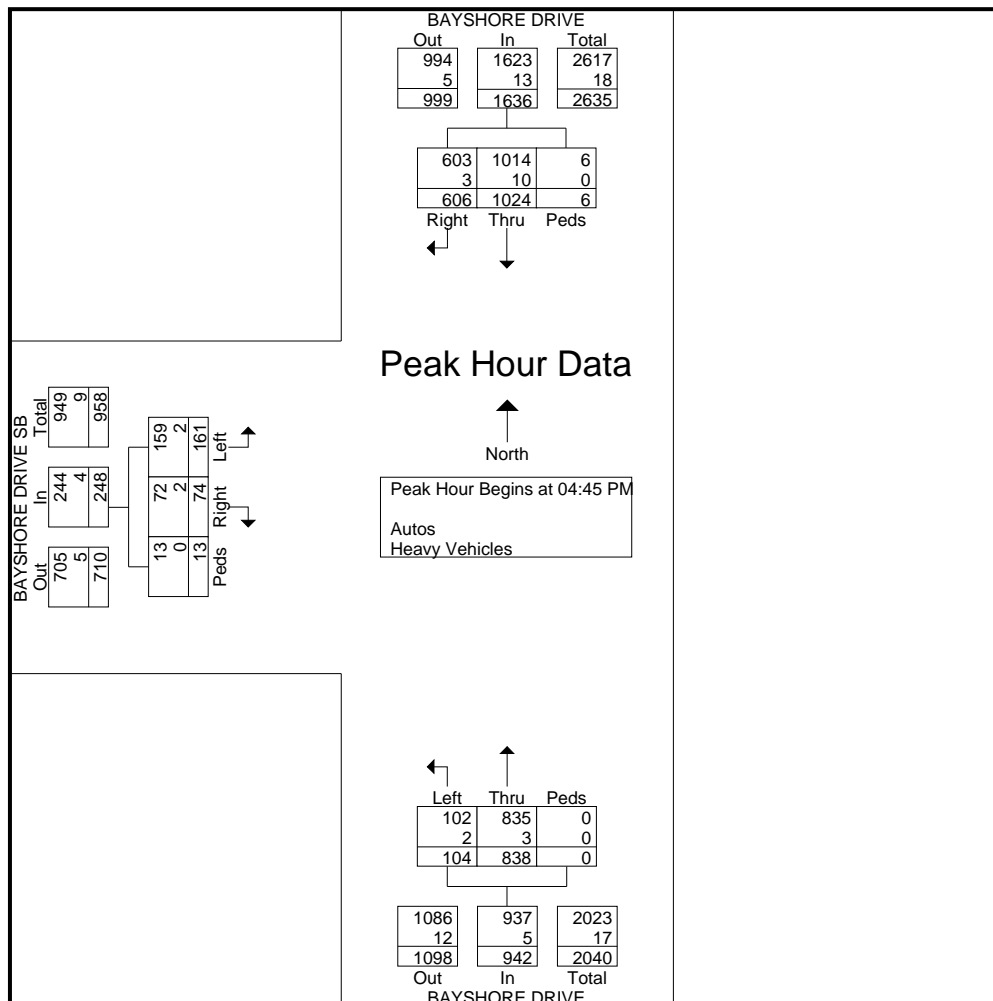 BAYSHORE DRIVE
Out In Total
994 1623 2617
5 13 18
999 1636 2635
603 1014 6
3 10 0
606 1024 6
Right Thru Peds
Peak Hour Data
North
Peak Hour Begins at 04:45 PM
Autos
Heavy Vehicles
BAYSHORE DRIVE SB
Out In Total
705 244 949
5 4 9
710 248 958
13 72 159
0 2 2
13 74 161
Peds Right Left
Left Thru Peds
102 835 0
2 3 0
104 838 0
1086 937 2023
12 5 17
1098 942 2040
Out In Total
BAYSHORE DRIVE